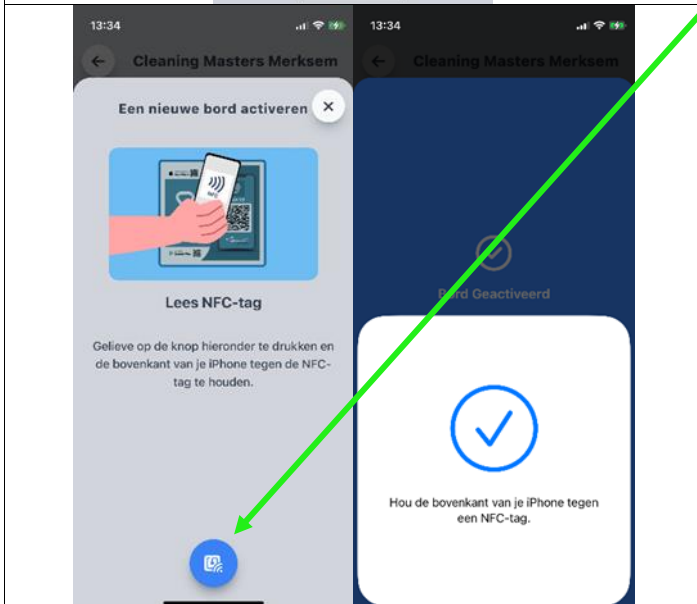 13:34
Cleaning Masters Merksem
Een nieuwe bord activeren
NFC
Lees NFC-tag
Gelieve op de knop hieronder te drukken en
de bovenkant van je iPhone tegen de NFC-
tag te houden.
13:34
Cleaning Masters Merksem
Bord Geactiveerd
Hou de bovenkant van je iPhone tegen
een NFC-tag.